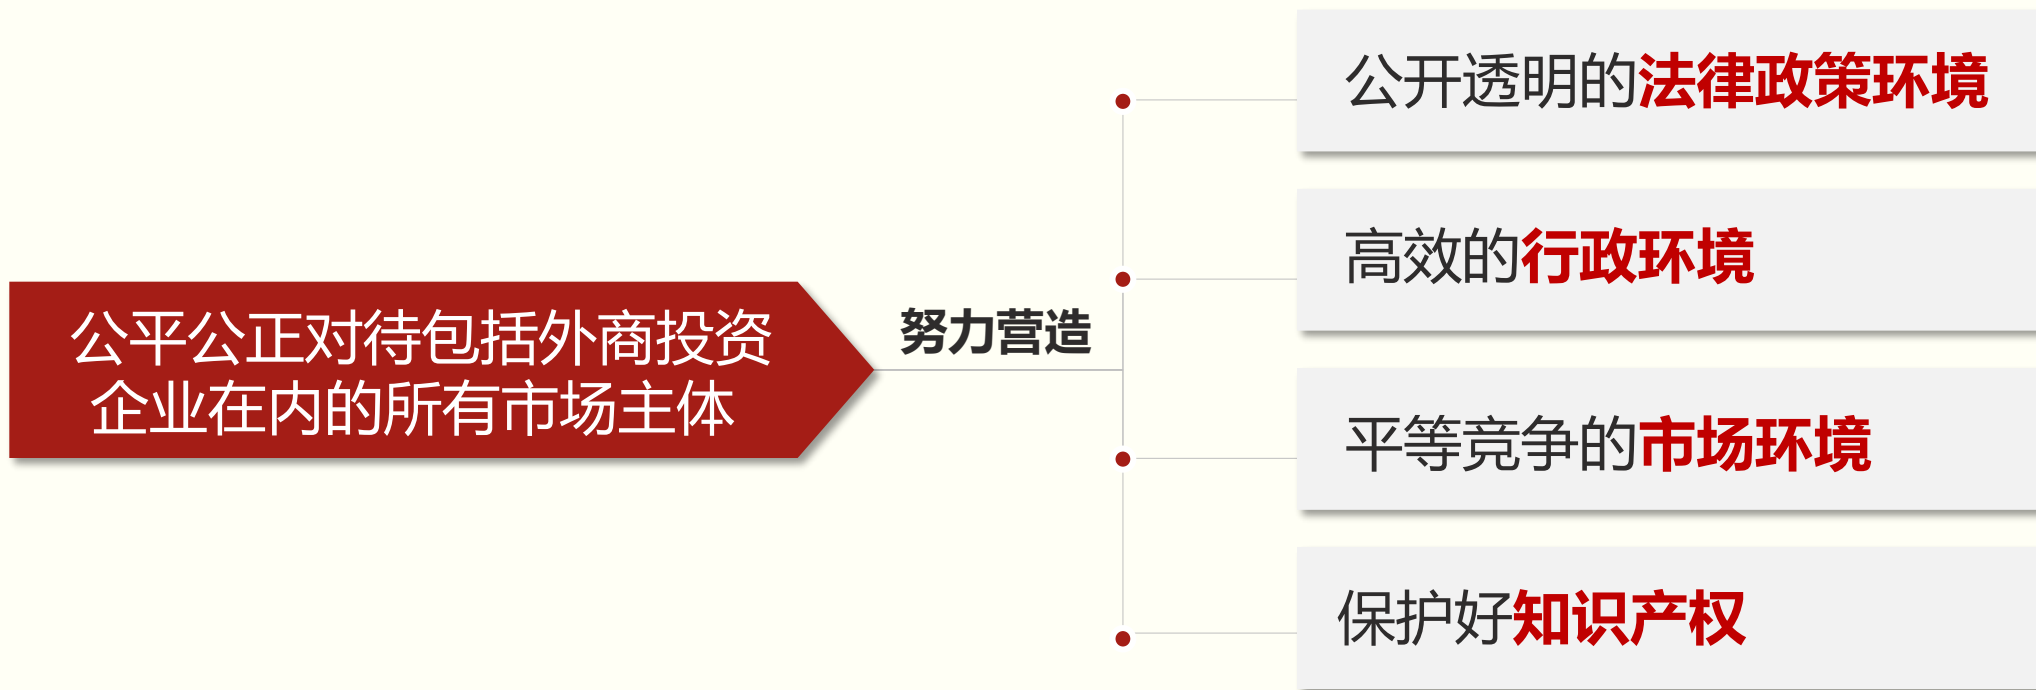 公平公正对待包括外商投资
企业在内的所有市场主体
努力营造
公开透明的法律政策环境
高效的行政环境
平等竞争的市场环境
保护好知识产权